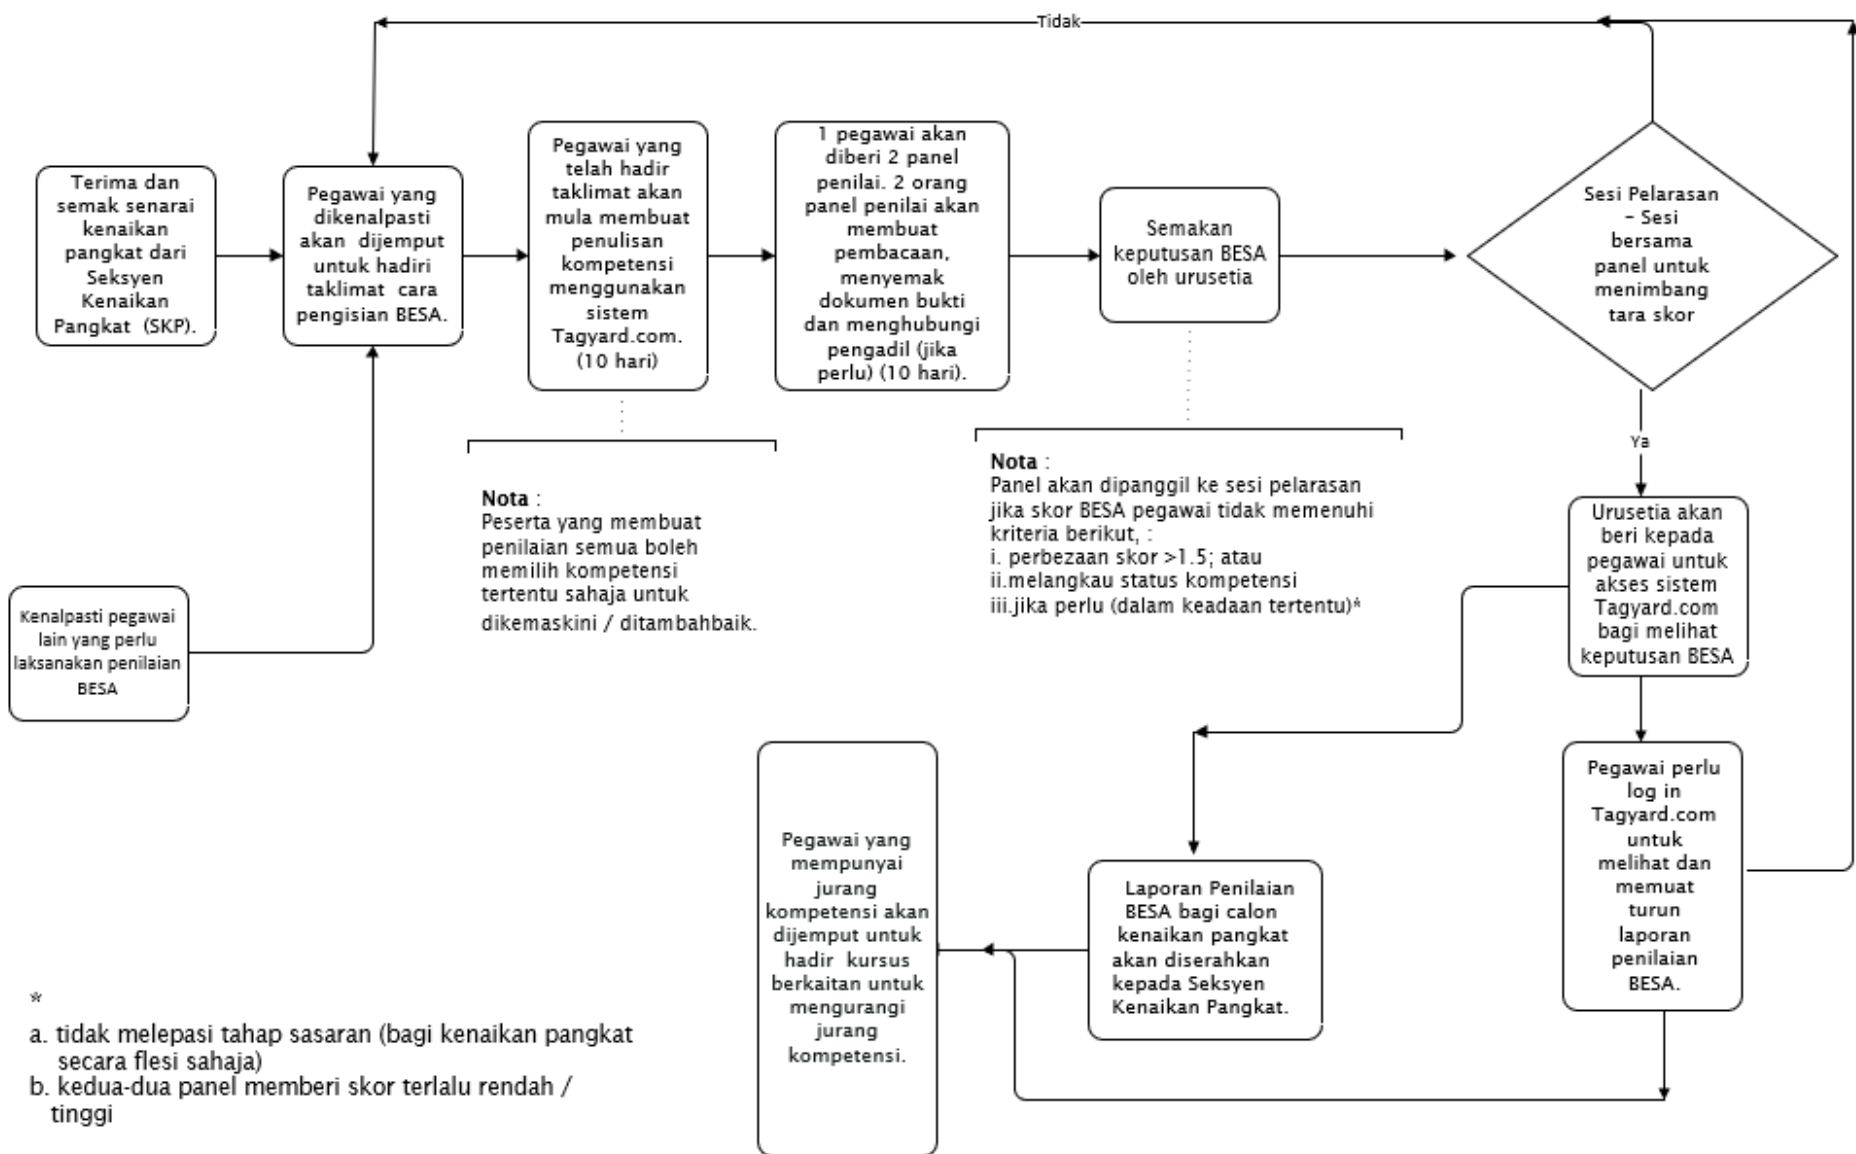 Tidak
Terima dan
semak senarai
kenaikan
pangkat dari
Seksyen
Kenaikan
Pangkat (SKP).
Pegawai yang
dikenalpasti
akan dijemput
untuk hadiri
taklimat cara
pengisian BESA.
Pegawai yang
telah hadir
taklimat akan
mula membuat
penulisan
kompetensi
menggunakan
sistem
Tagyard.com.
(10 hari)
1 pegawai akan
diberi 2 panel
penilai. 2 orang
panel penilai akan
membuat
pembacaan,
menyemak
dokumen bukti
dan menghubungi
pengadil (jika
perlu) (10 hari).
Semakan
keputusan BESA
oleh urusetia
Sesi Pelarasan
– Sesi
bersama
panel untuk
menimbang
tara skor
Ya
Kenalpasti pegawai
lain yang perlu
laksanakan penilaian
BESA
Nota :
Peserta yang membuat
penilaian semua boleh
memilih kompetensi
tertentu sahaja untuk
dikemaskini / ditambahbaik.
Nota :
Panel akan dipanggil ke sesi pelarasan
jika skor BESA pegawai tidak memenuhi
kriteria berikut, :
i. perbezaan skor >1.5; atau
ii.melangkau status kompetensi
iii.jika perlu (dalam keadaan tertentu)*
Urusetia akan
beri kepada
pegawai untuk
akses sistem
Tagyard.com
bagi melihat
keputusan BESA
Pegawai perlu
log in
Tagyard.com
untuk
melihat dan
memuat
turun
laporan
penilaian
BESA.
Laporan Penilaian
BESA bagi calon
kenaikan pangkat
akan diserahkan
kepada Seksyen
Kenaikan Pangkat.
Pegawai yang
mempunyai
jurang
kompetensi akan
dijemput untuk
hadir kursus
berkaitan untuk
mengurangi
jurang
kompetensi.
*
a. tidak melepasi tahap sasaran (bagi kenaikan pangkat
secara flesi sahaja)
b. kedua-dua panel memberi skor terlalu rendah /
tinggi